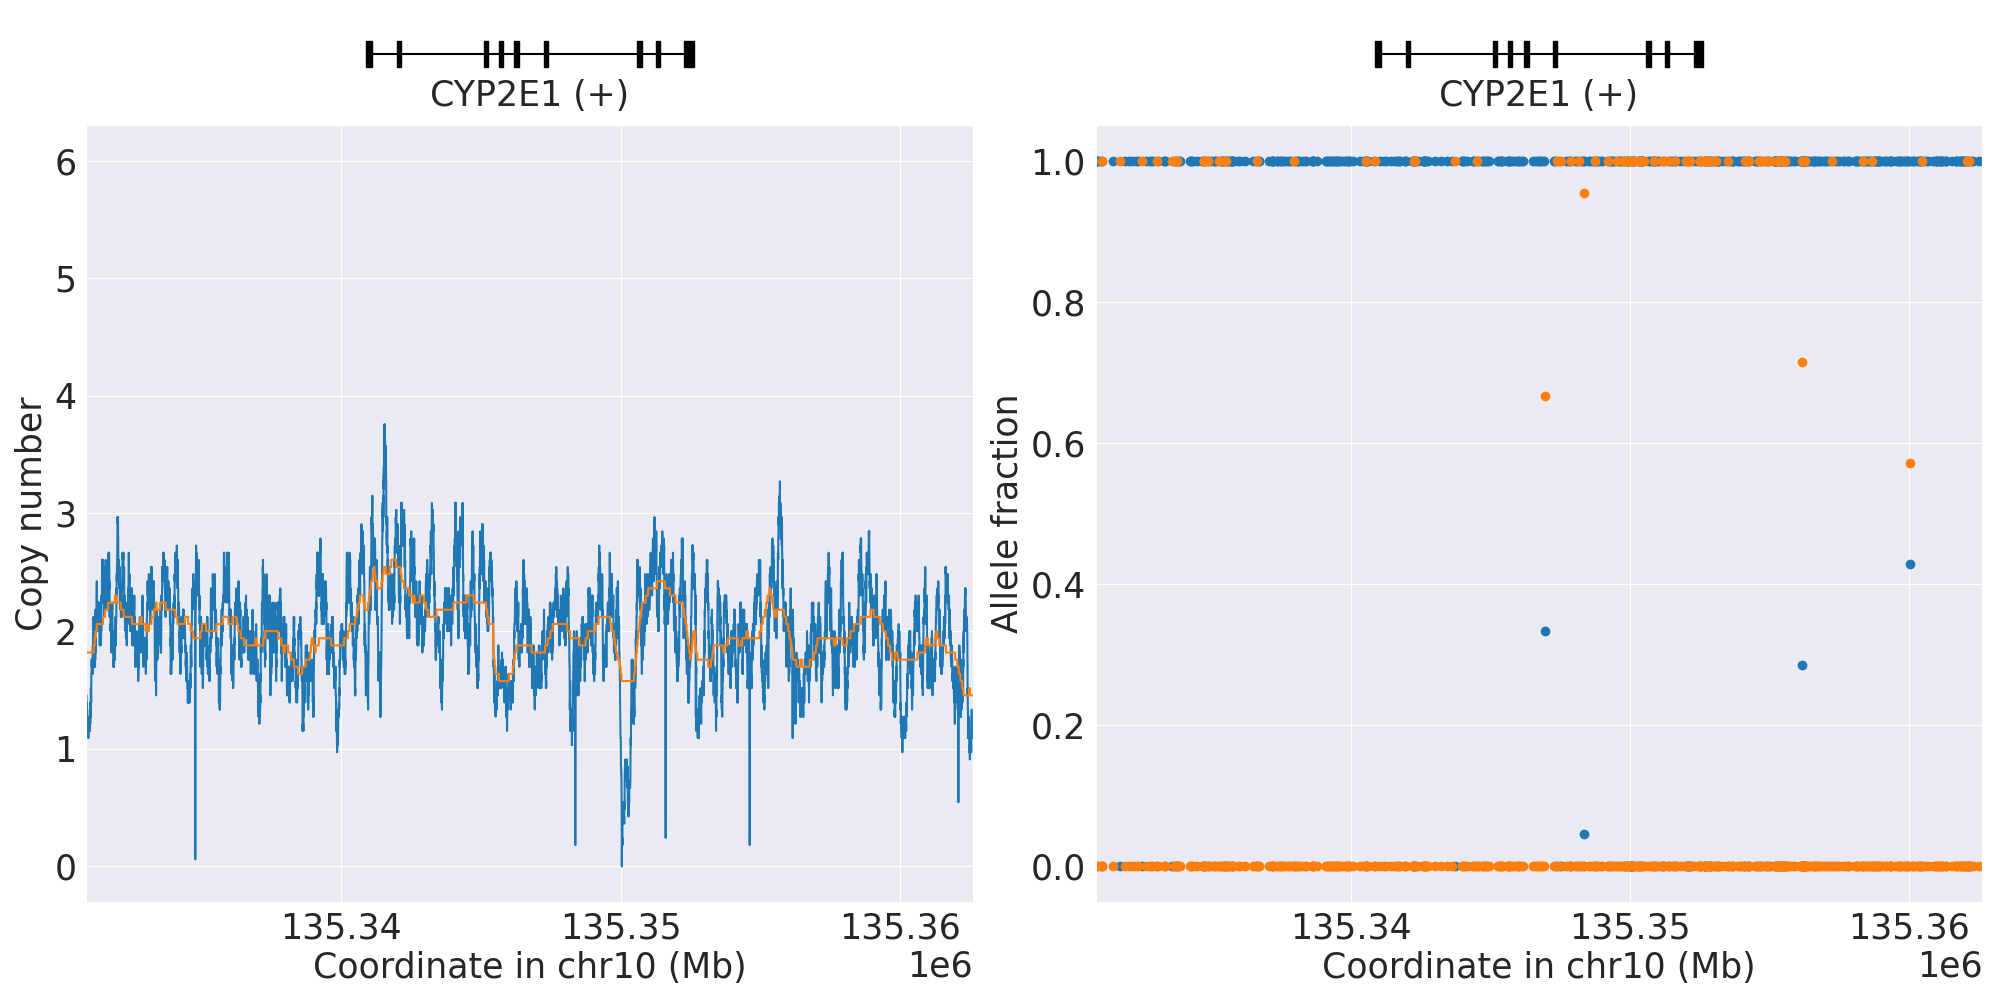 CYP2E1 (+)
6
5
4
3
2
1
0
Copy number
135.34
135.35
135.36
Coordinate in chr10 (Mb)
1e6
CYP2E1 (+)
1.0
0.8
0.6
0.4
0.2
0.0
Allele fraction
135.34
135.35
135.36
Coordinate in chr10 (Mb)
1e6